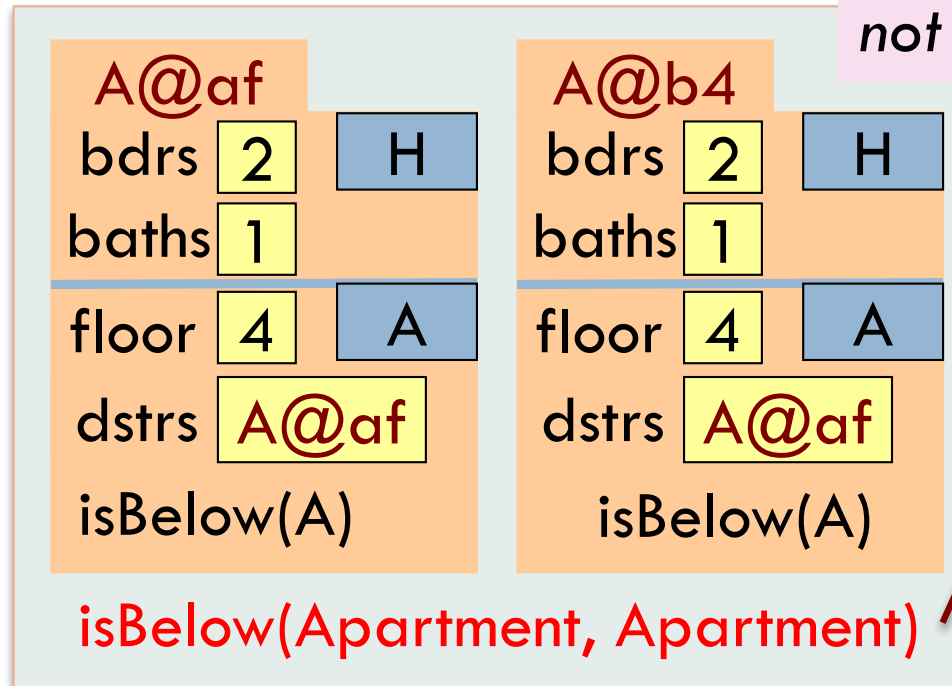 not
A@af
bdrs 2 H
baths 1
floor 4 A
dstrs A@af
isBelow(A)
A@b4
bdrs 2 H
baths 1
floor 4 A
dstrs A@af
isBelow(A)
isBelow(Apartment, Apartment)